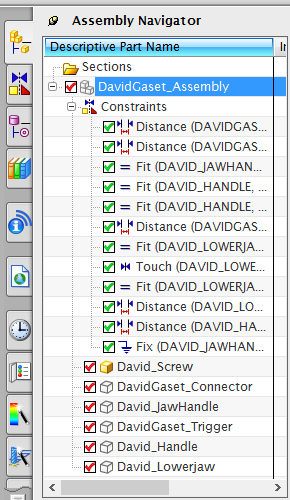 Assembly Navigator
Descriptive Part Name In
Sections
DavidGaset_Assembly
Constraints
Distance (DAVIDGAS...
Distance (DAVIDGAS...
Fit (DAVID_JAWHAN...
Fit (DAVID_HANDLE, ...
Fit (DAVID_HANDLE, ...
Distance (DAVIDGAS...
Fit (DAVID_LOWERJA...
Touch (DAVID_LOWE...
Fit (DAVID_LOWERJA...
Distance (DAVID_LO...
Distance (DAVID_HA...
Fix (DAVID_JAWHAN...
David_Screw
DavidGaset_Connector
David_JawHandle
DavidGaset_Trigger
David_Handle
David_Lowerjaw